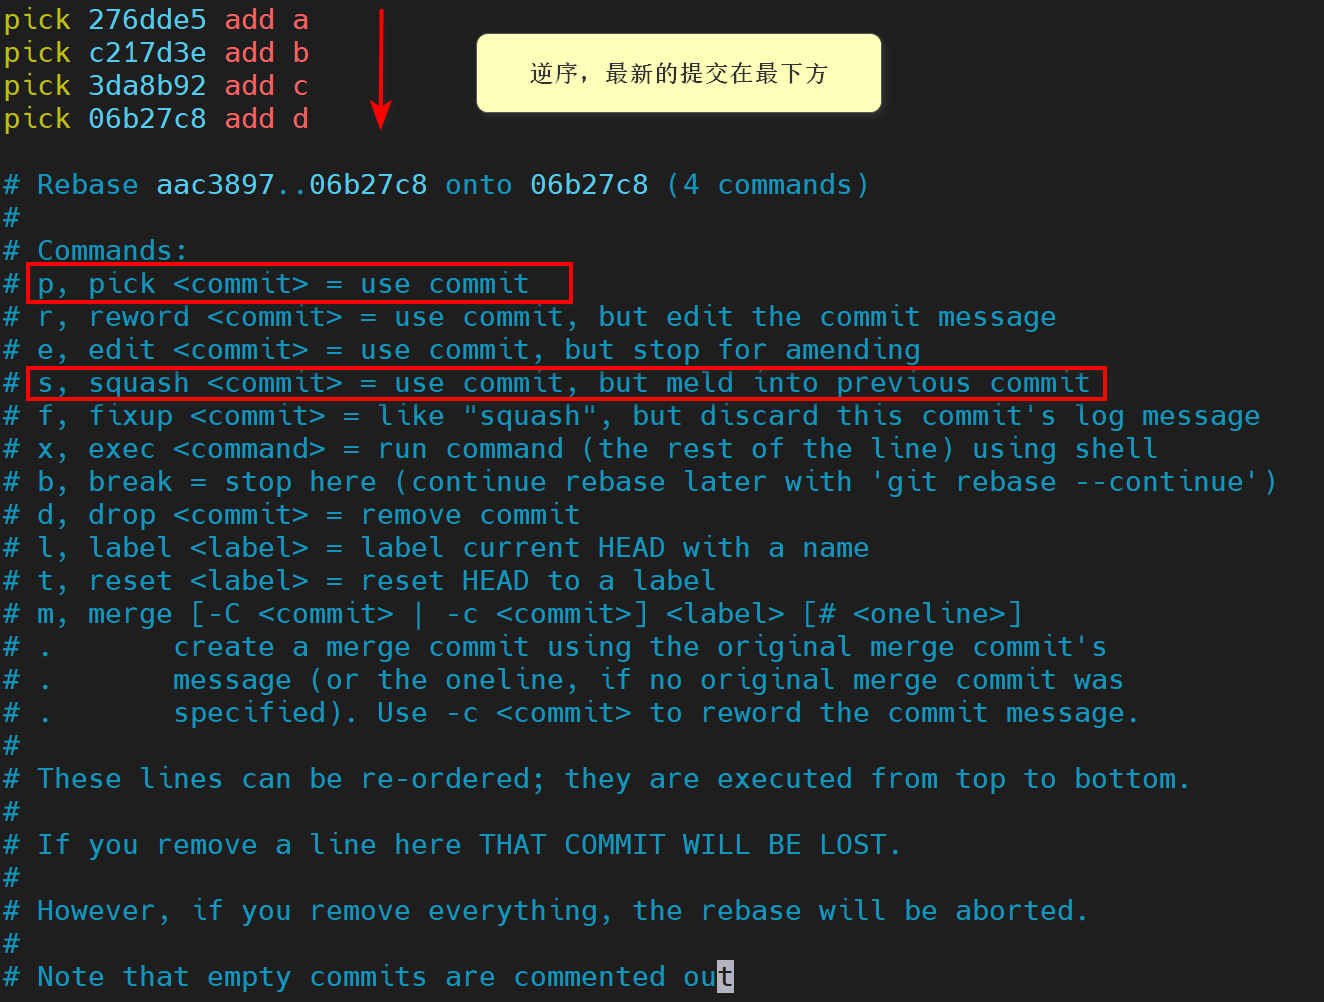 pick 276dde5 add a
pick c217d3e add b
pick 3da8b92 add c
pick 06b27c8 add d
逆序，最新的提交在最下方
# Rebase aac3897..06b27c8 onto 06b27c8 (4 commands)
#
# Commands:
# p, pick <commit> = use commit
# r, reword <commit> = use commit, but edit the commit message
# e, edit <commit> = use commit, but stop for amending
# s, squash <commit> = use commit, but meld into previous commit
# f, fixup <commit> = like "squash", but discard this commit's log message
# x, exec <command> = run command (the rest of the line) using shell
# b, break = stop here (continue rebase later with 'git rebase --continue')
# d, drop <commit> = remove commit
# l, label <label> = label current HEAD with a name
# t, reset <label> = reset HEAD to a label
# m, merge [-C <commit> | -c <commit>] <label> [# <oneline>]
# .       create a merge commit using the original merge commit's
# .       message (or the oneline, if no original merge commit was
# .       specified). Use -c <commit> to reword the commit message.
#
# These lines can be re-ordered; they are executed from top to bottom.
#
# If you remove a line here THAT COMMIT WILL BE LOST.
#
# However, if you remove everything, the rebase will be aborted.
#
# Note that empty commits are commented out